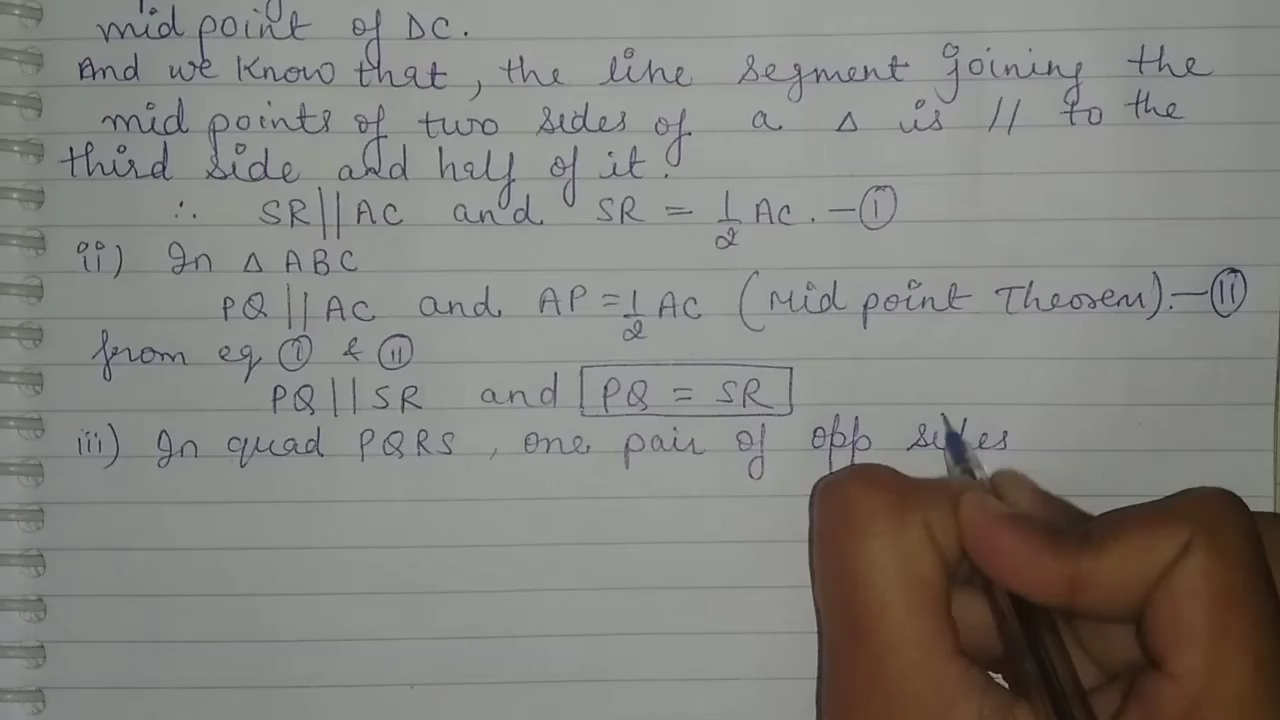 mid point of DC.
And we know that, the line segment joining the
mid points of two sides of a Δ is // to the
third side and half of it.
∴ SR||AC and SR = 1/2 AC. - (I)
ii) In Δ ABC
PQ || AC and AP = 1/2 AC (Mid point Theorem). - (II)
from eq (I) & (II)
PQ || SR and PQ = SR
iii) In quad PQRS, one pair of opp sides